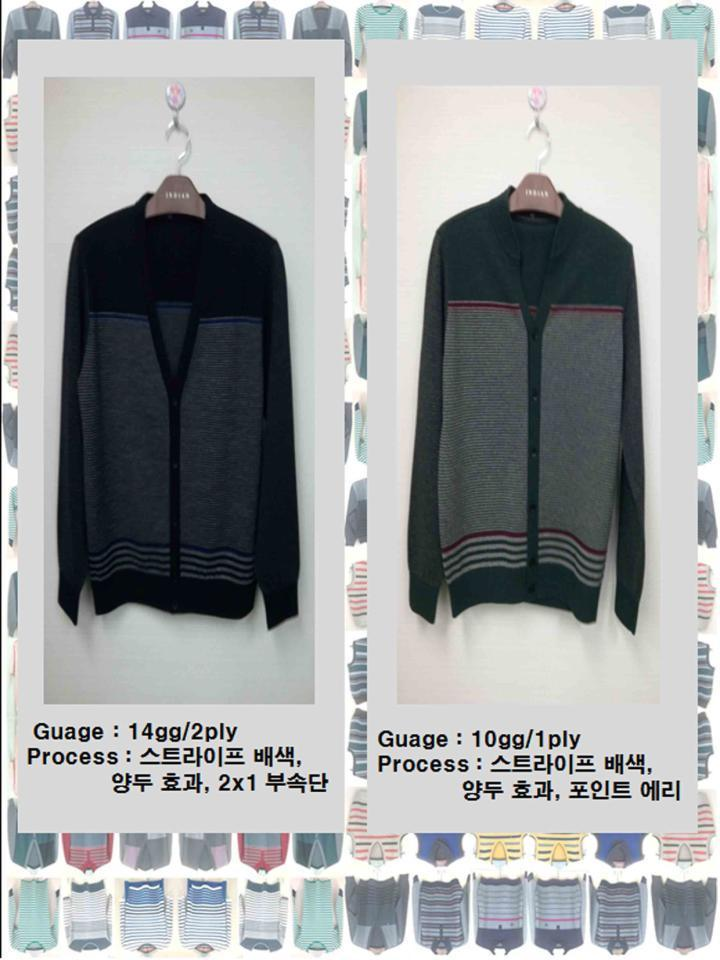 INDIAN
INDIAN
Guage : 14gg/2ply
Process : 스트라이프 배색,
양두 효과, 2x1 부속단
Guage : 10gg/1ply
Process : 스트라이프 배색,
양두 효과, 포인트 에리